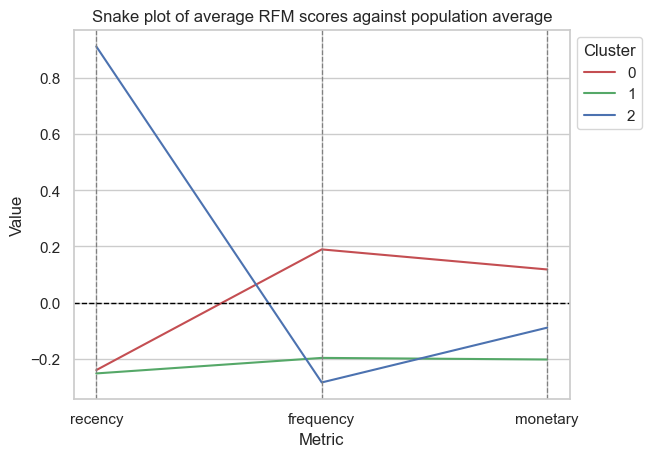 Snake plot of average RFM scores against population average
Cluster
0
1
2
Value
0.8
0.6
0.4
0.2
0.0
−0.2
recency
frequency
monetary
Metric